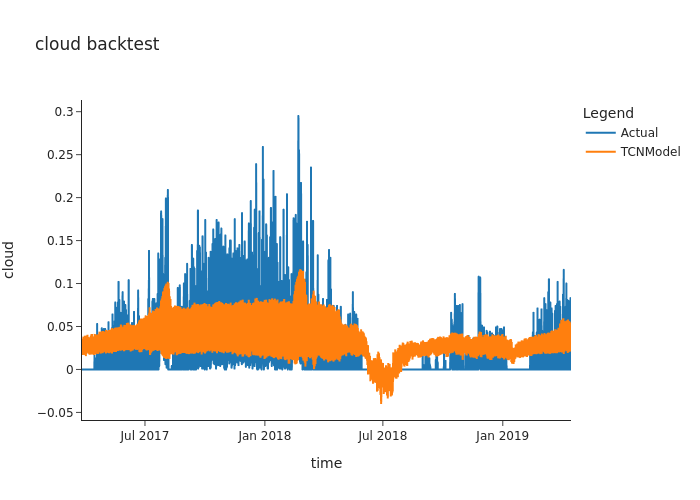 cloud backtest
Legend
Actual
TCNModel
0.3
0.25
0.2
0.15
0.1
0.05
0
−0.05
cloud
Jul 2017
Jan 2018
Jul 2018
Jan 2019
time